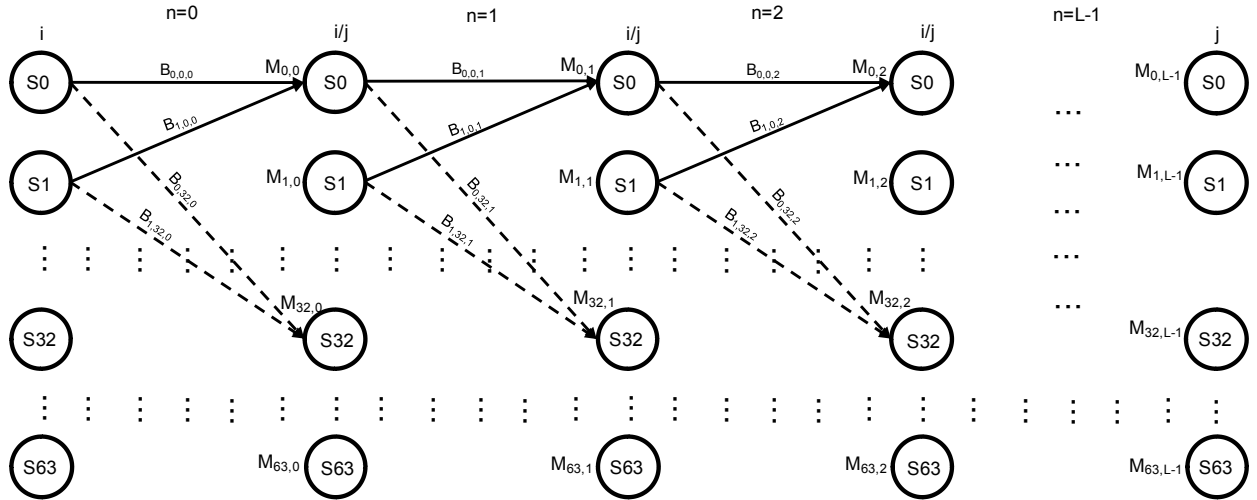 n=0 n=1 n=2 n=L-1
i i/j i/j i/j j
S0 B0,0,0 M0,0 S0 B0,0,1 M0,1 S0 B0,0,2 M0,2 S0 ... M0,L-1 S0
B1,0,0 B1,0,1 B1,0,2
S1 M1,0 S1 M1,1 S1 M1,2 S1 ... M1,L-1 S1
B0,32,0 B0,32,1 B0,32,2
B1,32,0 B1,32,1 B1,32,2
M32,0 M32,1 M32,2
S32 S32 S32 S32 M32,L-1 S32
S63 M63,0 S63 M63,1 S63 M63,2 S63 M63,L-1 S63